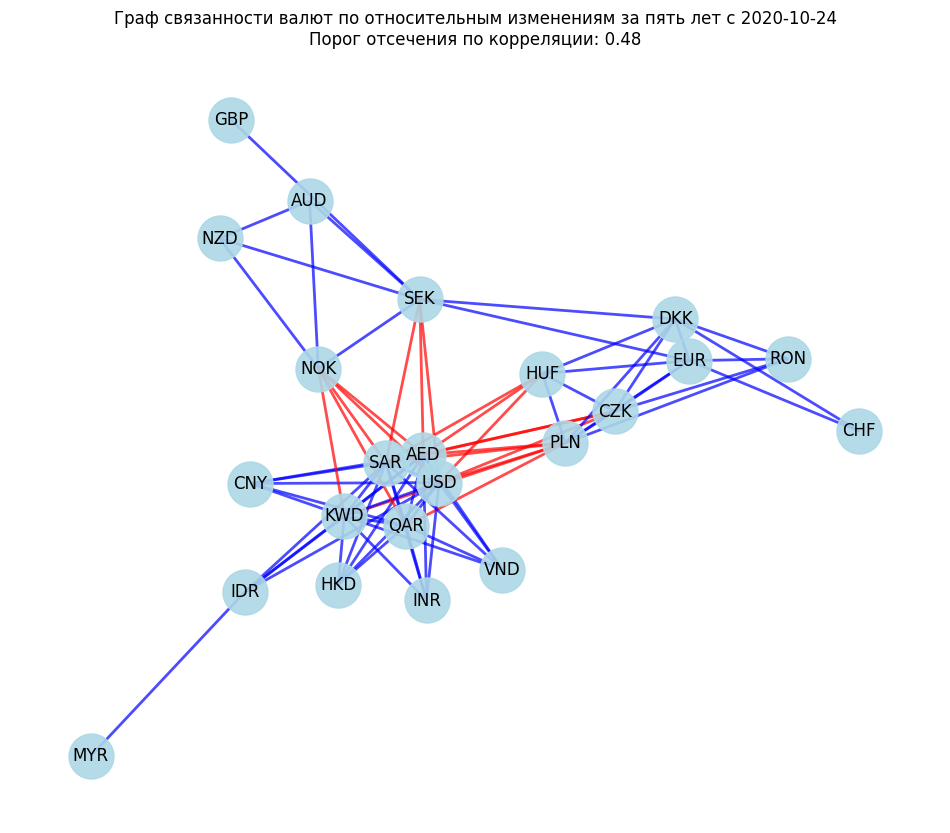 Граф связанности валют по относительным изменениям за пять лет с 2020-10-24
Порог отсечения по корреляции: 0.48
GBP
AUD
NZD
SEK
DKK
EUR
RON
NOK
HUF
CZK
CHF
PLN
AED
SAR
USD
CNY
KWD
QAR
VND
HKD
IDR
INR
MYR